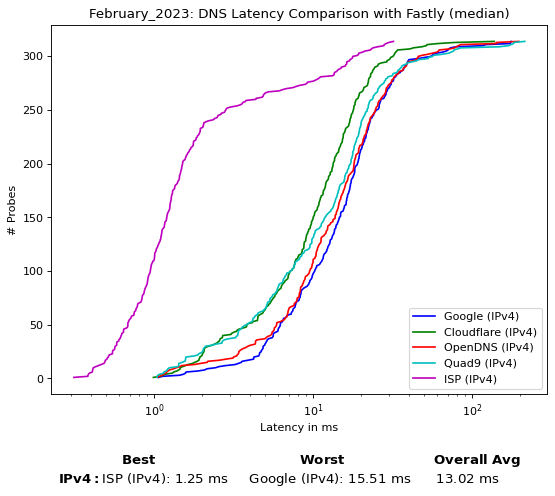 February_2023: DNS Latency Comparison with Fastly (median)
# Probes
300
250
200
150
100
50
0
Google (IPv4)
Cloudflare (IPv4)
OpenDNS (IPv4)
Quad9 (IPv4)
ISP (IPv4)
10⁰ 10¹ 10²
Latency in ms
Best Worst Overall Avg
IPv4: ISP (IPv4): 1.25 ms Google (IPv4): 15.51 ms 13.02 ms